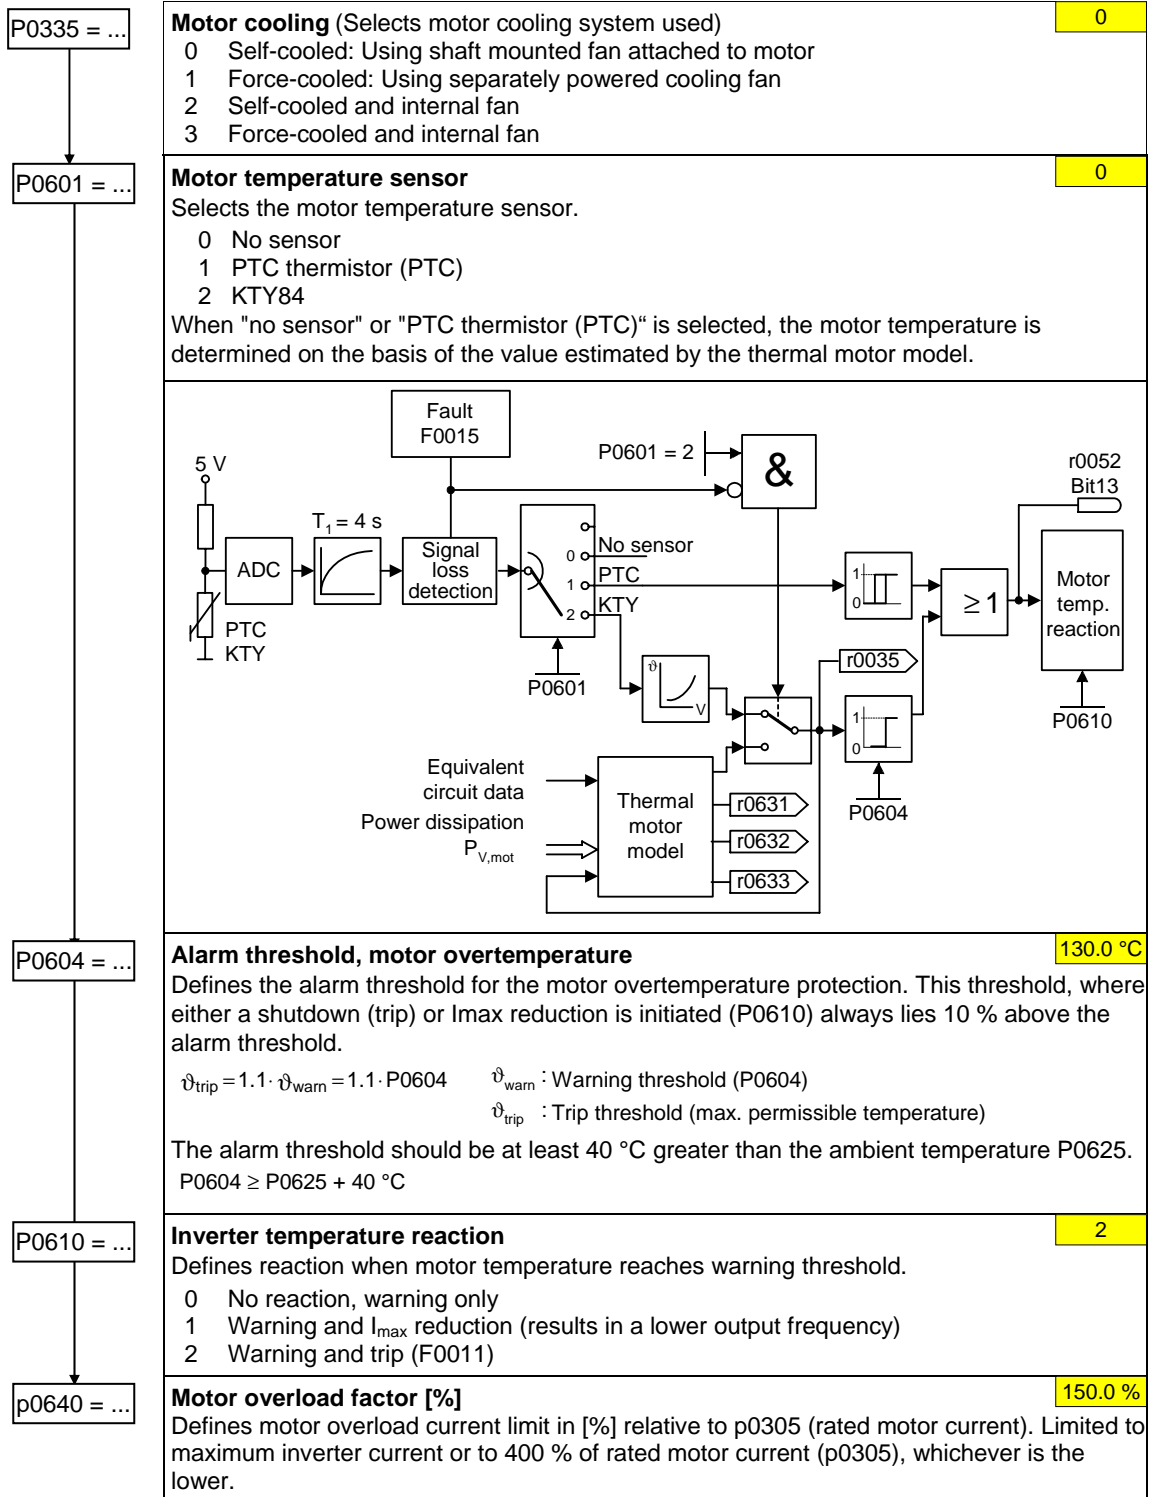 P0335 = ...
Motor cooling (Selects motor cooling system used)
0
0 Self-cooled: Using shaft mounted fan attached to motor
1 Force-cooled: Using separately powered cooling fan
2 Self-cooled and internal fan
3 Force-cooled and internal fan
P0601 = ...
Motor temperature sensor
0
Selects the motor temperature sensor.
0 No sensor
1 PTC thermistor (PTC)
2 KTY84
When "no sensor" or "PTC thermistor (PTC)“ is selected, the motor temperature is
determined on the basis of the value estimated by the thermal motor model.
Fault
F0015
P0601 = 2
&
r0052
Bit13
5 V
T1 = 4 s
ADC
Signal
loss
detection
0
No sensor
1
PTC
2
KTY
1
0
≥ 1
Motor
temp.
reaction
PTC
KTY
P0601
ϑ
V
r0035
1
0
P0610
Equivalent
circuit data
Power dissipation
PV,mot
Thermal
motor
model
r0631
r0632
r0633
P0604
P0604 = ...
Alarm threshold, motor overtemperature
130.0 °C
Defines the alarm threshold for the motor overtemperature protection. This threshold, where
either a shutdown (trip) or Imax reduction is initiated (P0610) always lies 10 % above the
alarm threshold.
ϑtrip = 1.1· ϑwarn = 1.1· P0604
ϑwarn : Warning threshold (P0604)
ϑtrip : Trip threshold (max. permissible temperature)
The alarm threshold should be at least 40 °C greater than the ambient temperature P0625.
P0604 ≥ P0625 + 40 °C
P0610 = ...
Inverter temperature reaction
2
Defines reaction when motor temperature reaches warning threshold.
0 No reaction, warning only
1 Warning and Imax reduction (results in a lower output frequency)
2 Warning and trip (F0011)
p0640 = ...
Motor overload factor [%]
150.0 %
Defines motor overload current limit in [%] relative to p0305 (rated motor current). Limited to
maximum inverter current or to 400 % of rated motor current (p0305), whichever is the
lower.